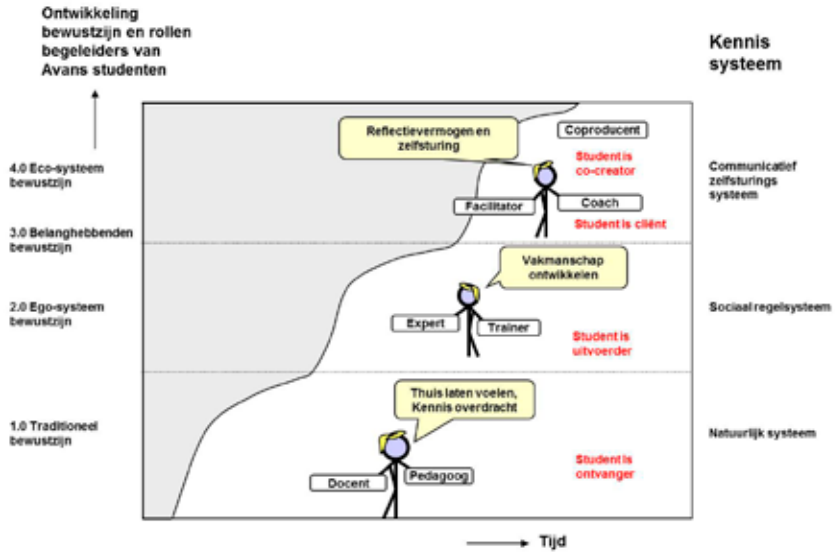 Ontwikkeling
bewustzijn en rollen
begeleiders van
Avans studenten
Kennis
systeem
Reflectievermogen en
zelfsturing
Coproducent
Student is
co-creator
4.0 Eco-systeem
bewustzijn
Communicatief
zelfsturings
systeem
Facilitator
Coach
Student is cliënt
3.0 Belanghebbenden
bewustzijn
Vakmanschap
ontwikkelen
2.0 Ego-systeem
bewustzijn
Sociaal regelsysteem
Expert
Trainer
Student is
uitvoerder
Thuis laten voelen,
Kennis overdracht
1.0 Traditioneel
bewustzijn
Natuurlijk systeem
Docent
Pedagoog
Student is
ontvanger
Tijd